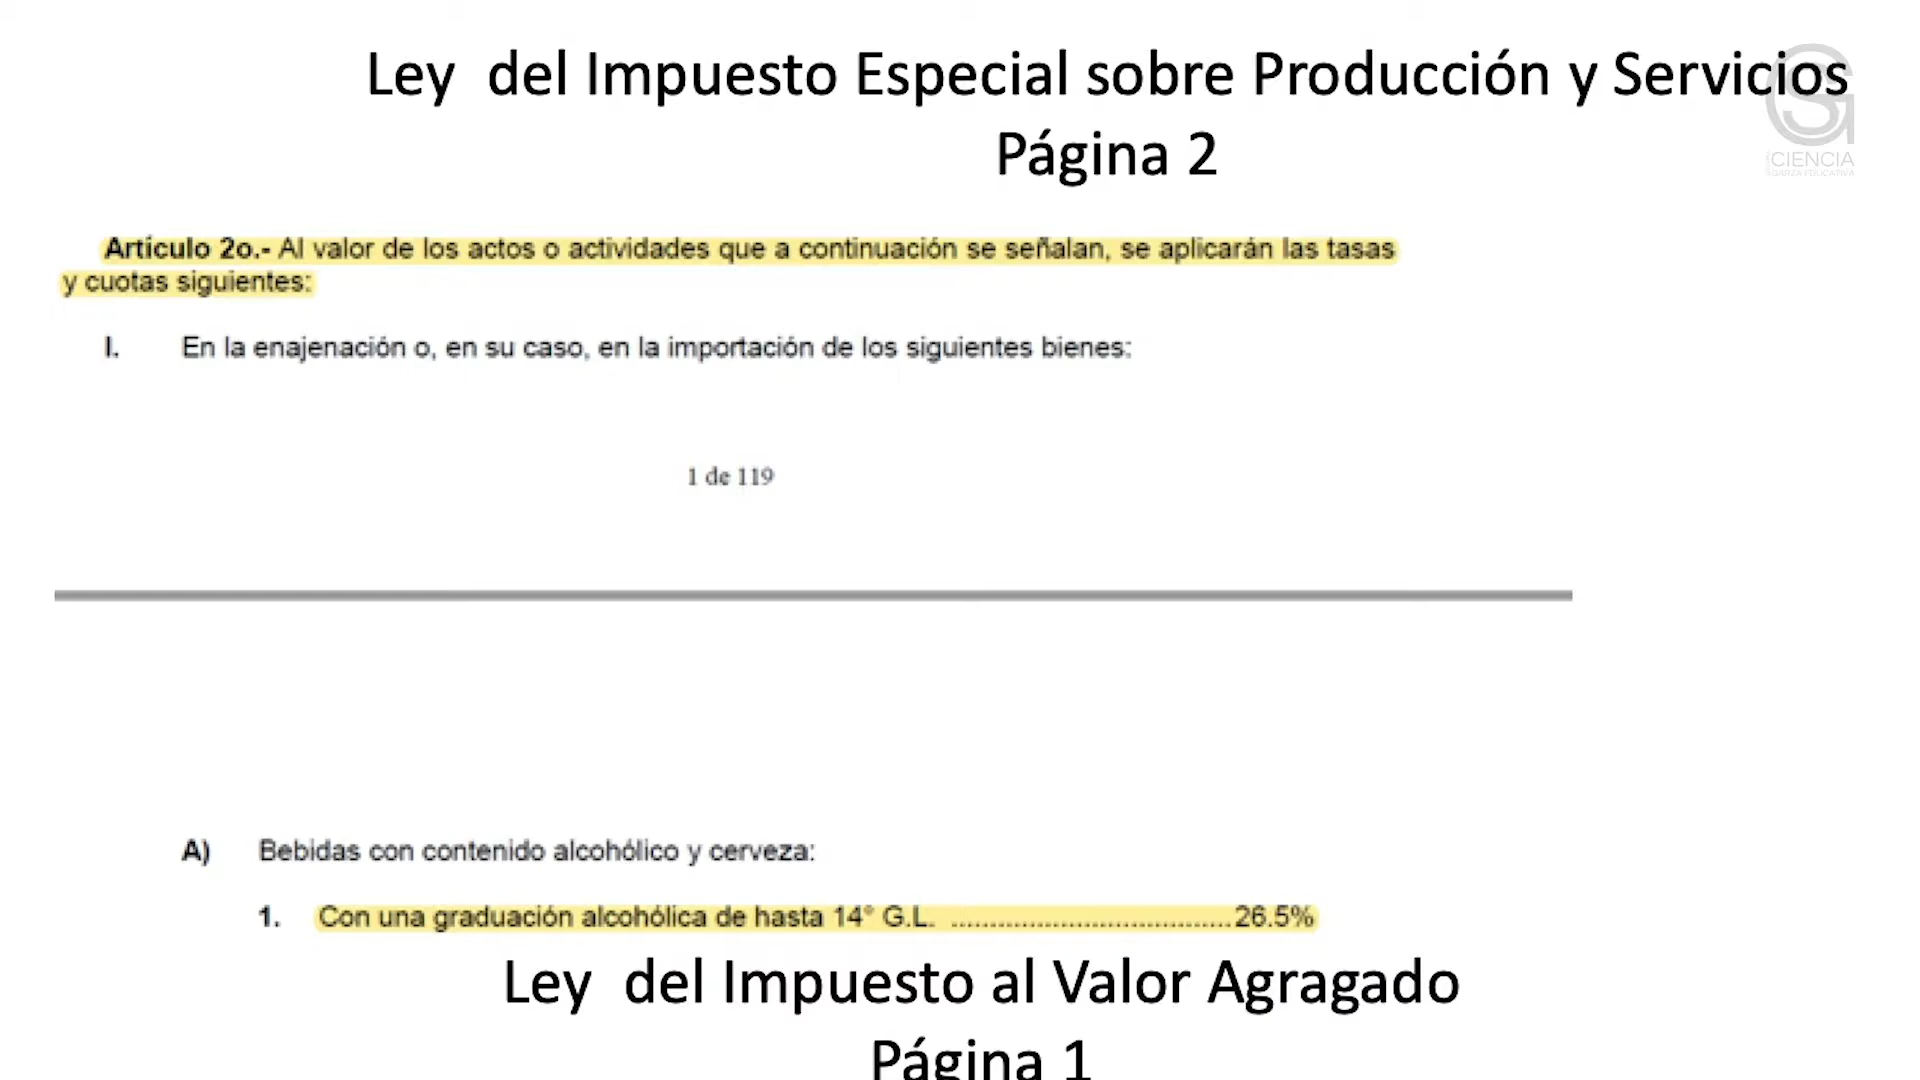 Ley del Impuesto Especial sobre Producción y Servicios
Página 2
CIENCIA
GARZA EDUCATIVA
Artículo 2o.- Al valor de los actos o actividades que a continuación se señalan, se aplicarán las tasas
y cuotas siguientes:
I. En la enajenación o, en su caso, en la importación de los siguientes bienes:
1 de 119
A) Bebidas con contenido alcohólico y cerveza:
1. Con una graduación alcohólica de hasta 14° G.L. ....................................26.5%
Ley del Impuesto al Valor Agragado
Página 1